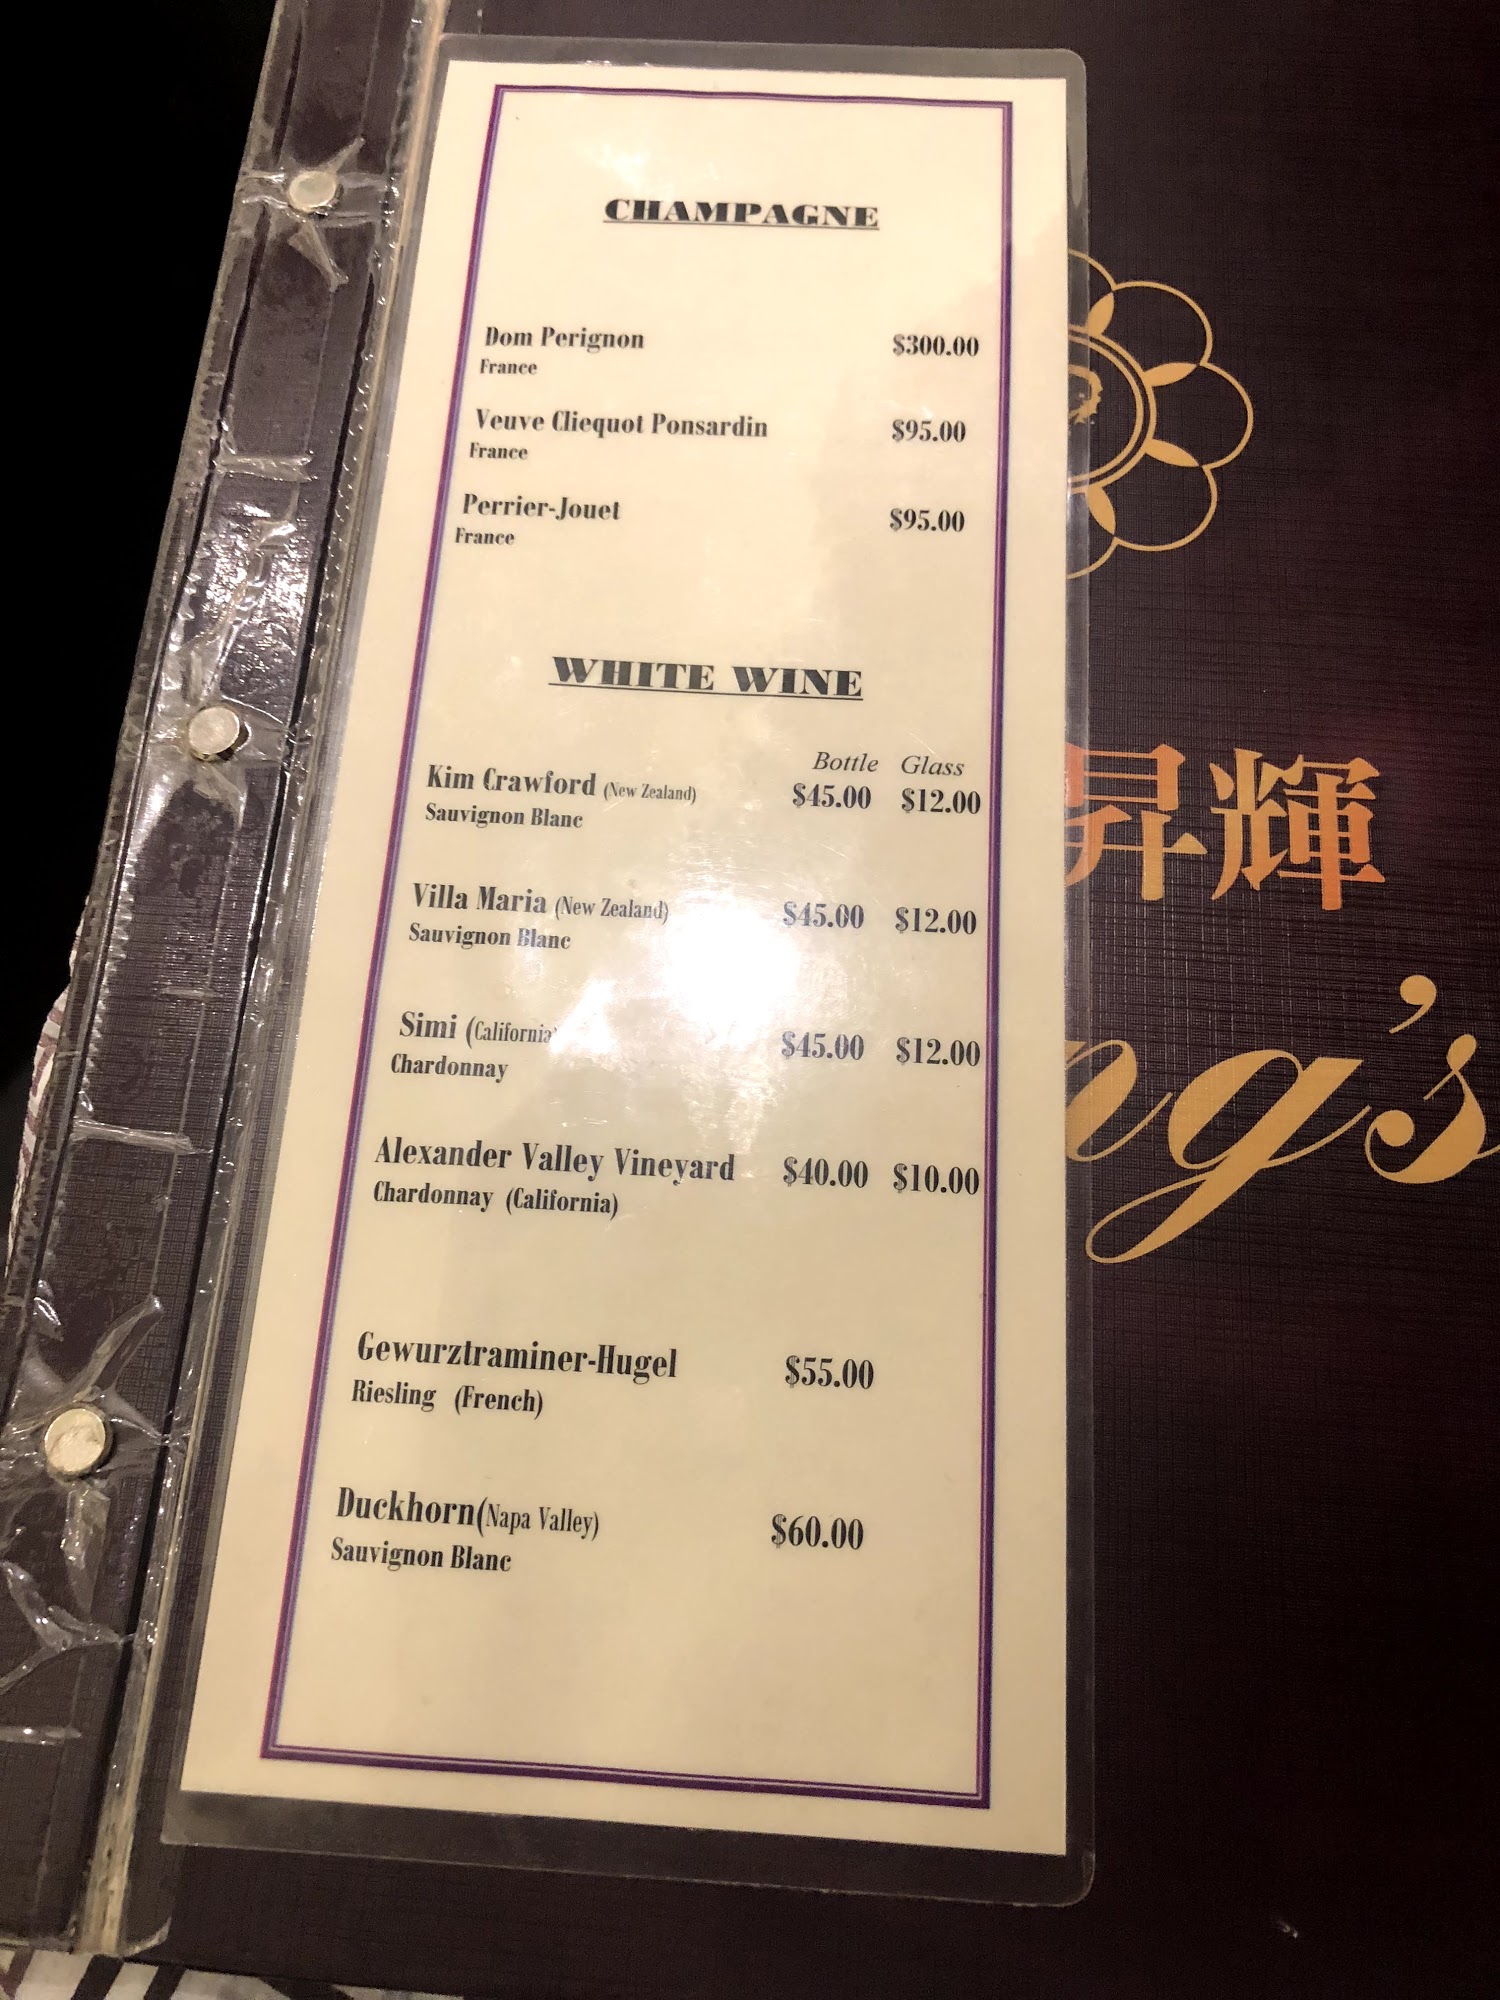 CHAMPAGNE
Dom Perignon $300.00
France
Veuve Cliequot Ponsardin $95.00
France
Perrier-Jouet $95.00
France
WHITE WINE
Bottle Glass
Kim Crawford (New Zealand) $45.00 $12.00
Sauvignon Blanc
Villa Maria (New Zealand) $45.00 $12.00
Sauvignon Blanc
Simi (California) $45.00 $12.00
Chardonnay
Alexander Valley Vineyard $40.00 $10.00
Chardonnay (California)
Gewurztraminer-Hugel $55.00
Riesling (French)
Duckhorn(Napa Valley) $60.00
Sauvignon Blanc
昇輝
ng's